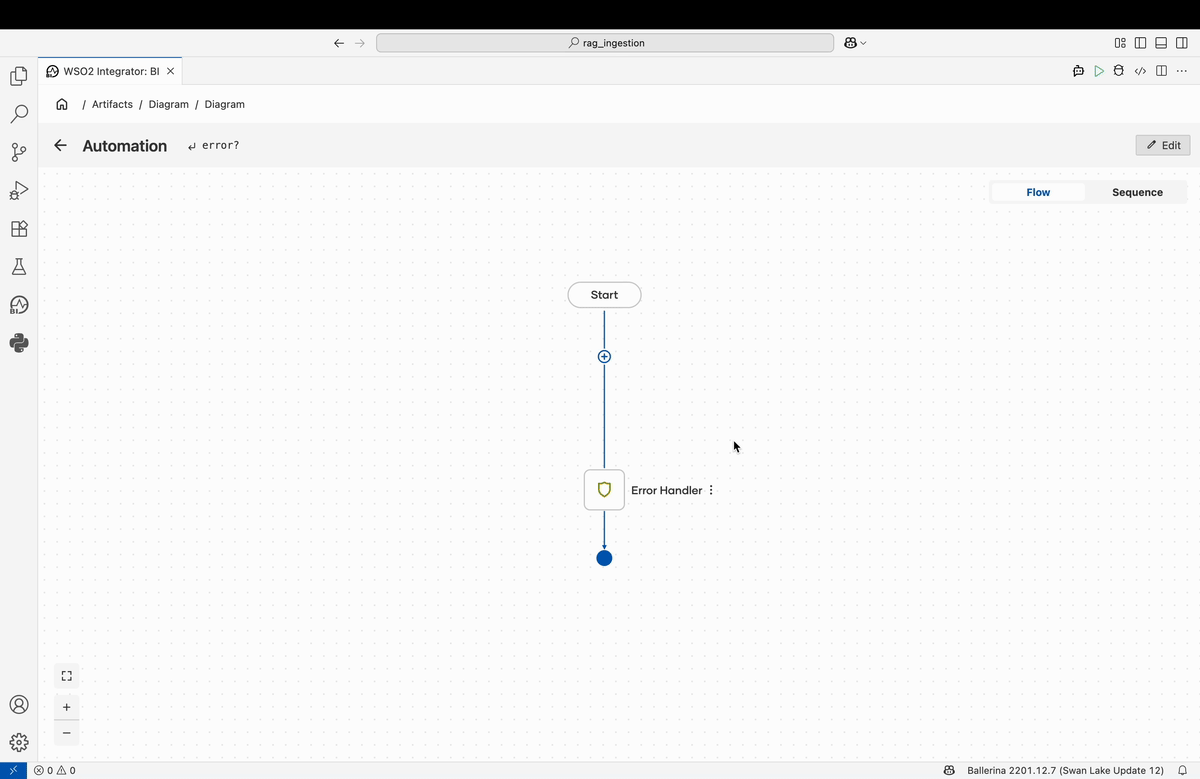 rag_ingestion
WSO2 Integrator: BI
/ Artifacts / Diagram / Diagram
Automation error?
Edit
Flow Sequence
Start
Error Handler
0 0
Ballerina 2201.12.7 (Swan Lake Update 12)